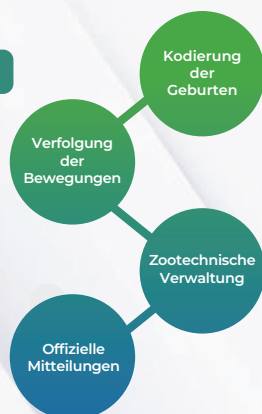 Kodierung
der
Geburten
Verfolgung
der
Bewegungen
Zootechnische
Verwaltung
Offizielle
Mitteilungen